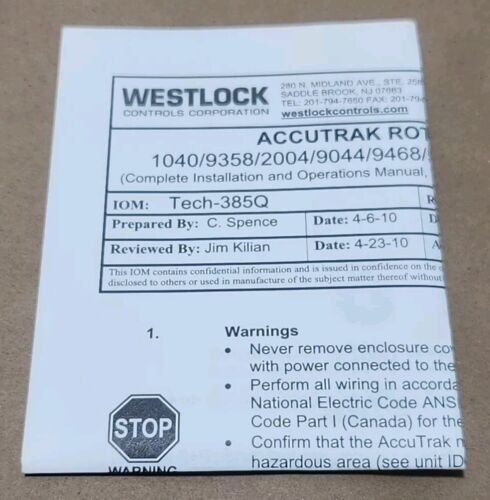 WESTLOCK
CONTROLS CORPORATION
280 N. MIDLAND AVE., STE. 258
SADDLE BROOK, NJ 07663
TEL: 201-794-7650 FAX: 201-794
westlockcontrols.com
ACCUTRAK ROT
1040/9358/2004/9044/9468/
(Complete Installation and Operations Manual,
IOM: Tech-385Q
Prepared By: C. Spence Date: 4-6-10 D
Reviewed By: Jim Kilian Date: 4-23-10 A
This IOM contains confidential information and is issued in confidence on the
disclosed to others or used in manufacture of the subject matter thereof without
1. Warnings
• Never remove enclosure co
with power connected to the
• Perform all wiring in accorda
National Electric Code ANS
Code Part I (Canada) for the
• Confirm that the AccuTrak
hazardous area (see unit ID
STOP
WARNING